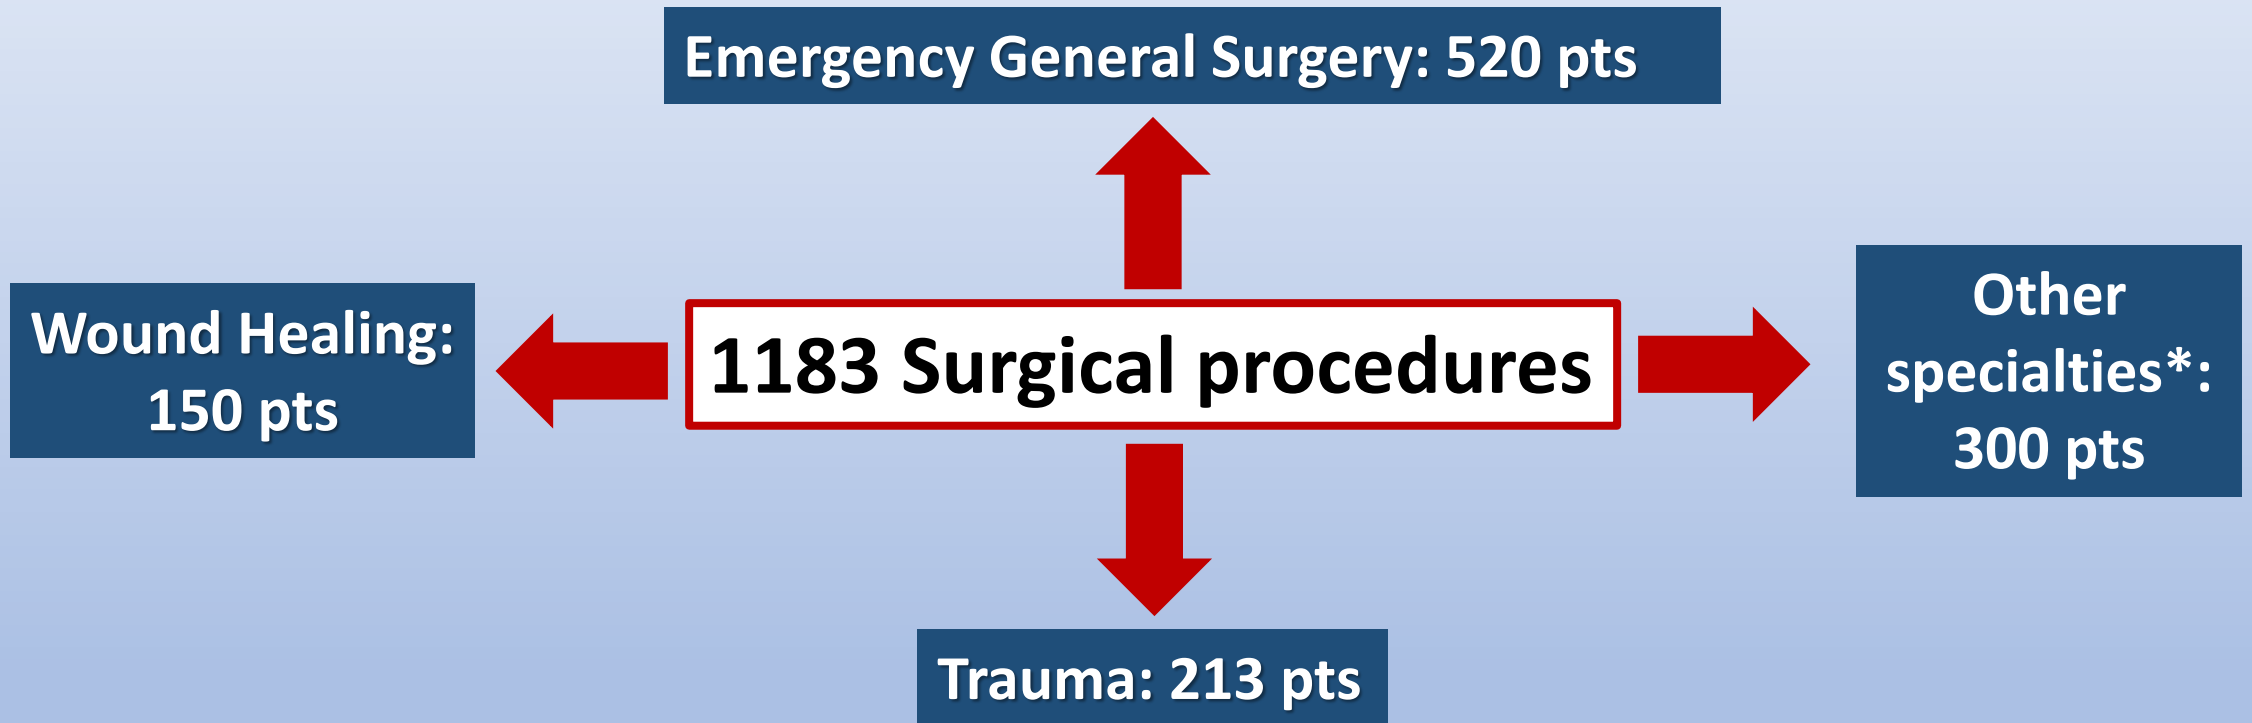 Emergency General Surgery: 520 pts
Wound Healing:
150 pts
1183 Surgical procedures
Other
specialties*:
300 pts
Trauma: 213 pts